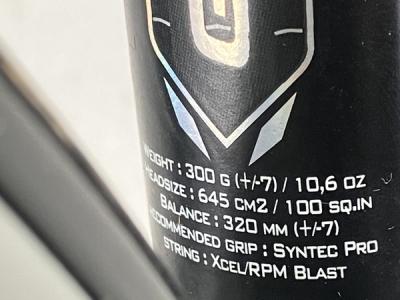 WEIGHT : 300 G (+/-7) / 10,6 OZ
HEADSIZE : 645 CM2 / 100 SQ.IN
BALANCE : 320 MM (+/-7)
RECOMMENDED GRIP : SYNTEC PRO
STRING : XCEL/RPM BLAST